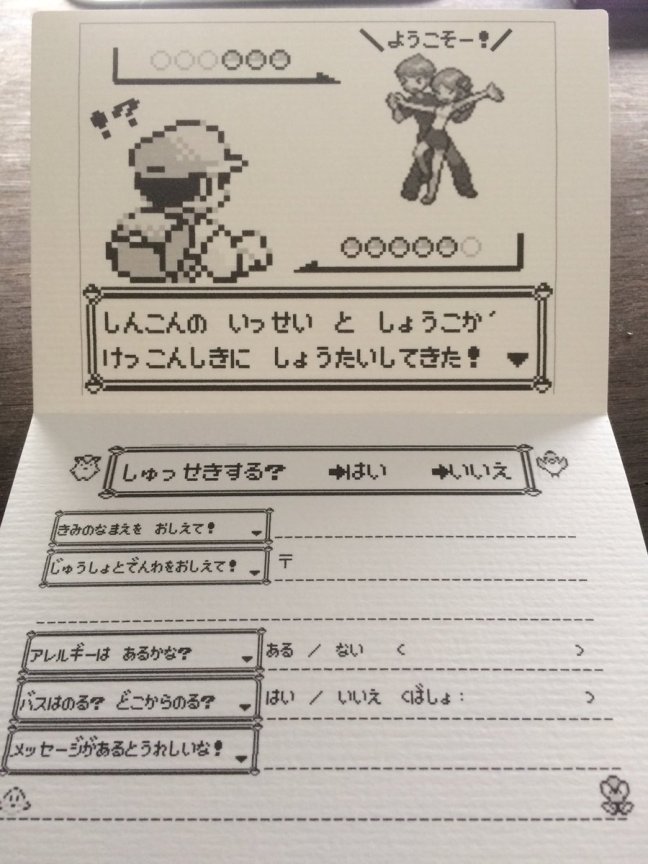 ＼ようこそー！／
!?
しんこんの いっせい と しょうこが
けっこんしきに しょうたいしてきた！ ▼
しゅっせきする？ ➡はい ➡いいえ
きみのなまえを おしえて！
じゅうしょとでんわをおしえて！ 〒
アレルギーは あるかな？ ある / ない （ ）
バスはのる？ どこからのる？ はい / いいえ （ばしょ： ）
メッセージがあるとうれしいな！